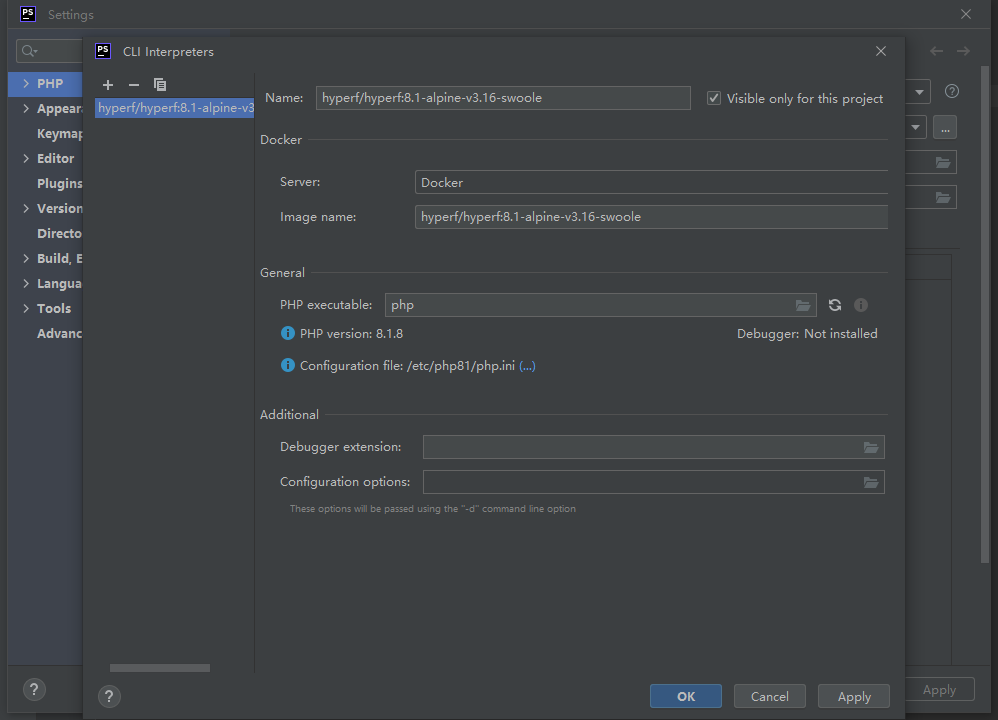 PS Settings
PS CLI Interpreters
PHP
Appear
Keymap
Editor
Plugins
Version
Directo
Build, E
Langua
Tools
Advanc
hyperf/hyperf:8.1-alpine-v3
Name: hyperf/hyperf:8.1-alpine-v3.16-swoole Visible only for this project
Docker
Server: Docker
Image name: hyperf/hyperf:8.1-alpine-v3.16-swoole
General
PHP executable: php
PHP version: 8.1.8 Debugger: Not installed
Configuration file: /etc/php81/php.ini (...)
Additional
Debugger extension:
Configuration options:
These options will be passed using the "-d" command line option
...
OK Cancel Apply
Apply